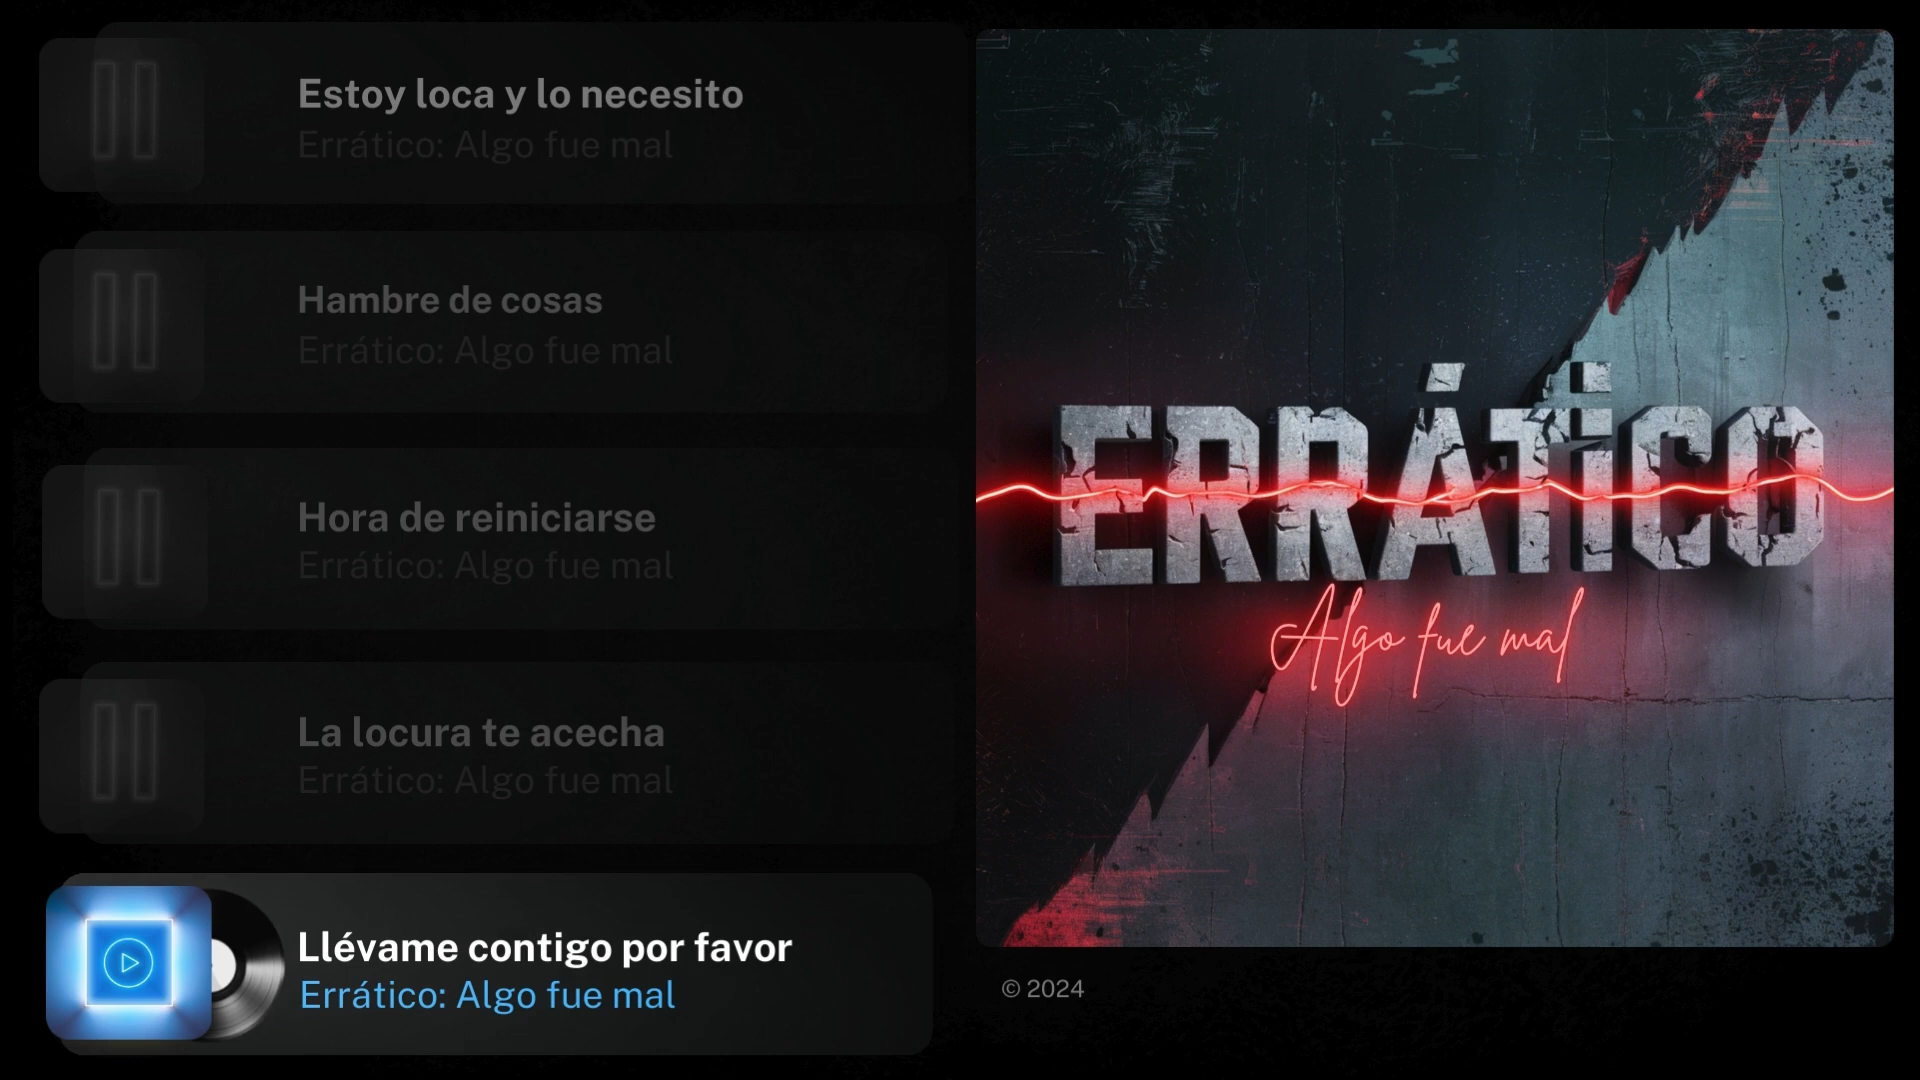 Estoy loca y lo necesito
Errático: Algo fue mal
Hambre de cosas
Errático: Algo fue mal
Hora de reiniciarse
Errático: Algo fue mal
La locura te acecha
Errático: Algo fue mal
Llévame contigo por favor
Errático: Algo fue mal
ERRÁTiCO
Algo fue mal
© 2024